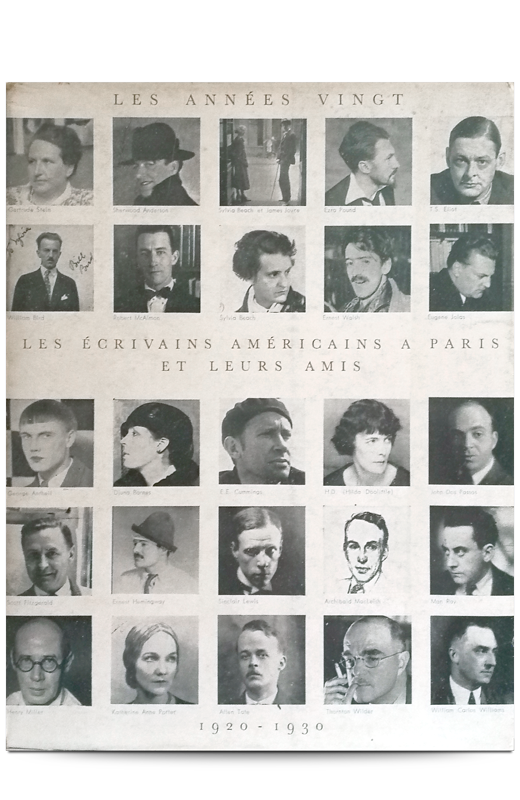 LES ANNÉES VINGT
Gertrude Stein
Sherwood Anderson
Sylvia Beach et James Joyce
Ezra Pound
T.S. Eliot
William Bird
Robert McAlmon
Sylvia Beach
Ernest Walsh
Eugene Jolas
LES ÉCRIVAINS AMÉRICAINS A PARIS
ET LEURS AMIS
George Antheil
Djuna Barnes
E.E. Cummings
H.D. (Hilda Doolittle)
John Dos Passos
Scott Fitzgerald
Ernest Hemingway
Sinclair Lewis
Archibald MacLeish
Man Ray
Henry Miller
Katherine Anne Porter
Allen Tate
Thornton Wilder
William Carlos Williams
1920-1930